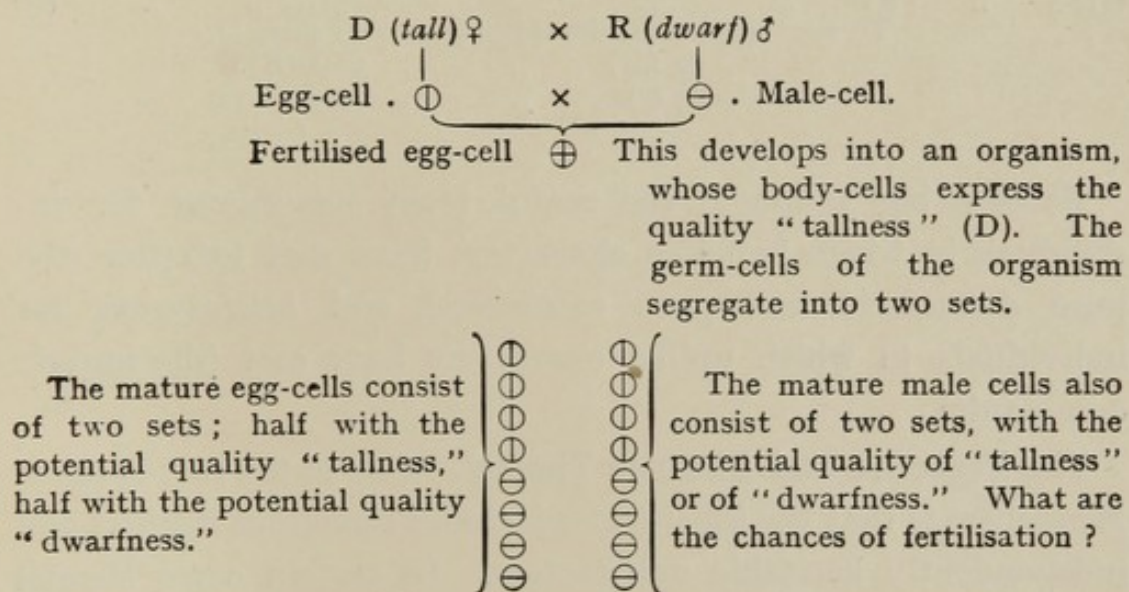 D (tall) ♀ × R (dwarf) ♂
Egg-cell . ⦶ × ⊖ . Male-cell.
Fertilised egg-cell ⊕ This develops into an organism,
whose body-cells express the
quality “tallness” (D). The
germ-cells of the organism
segregate into two sets.
The mature egg-cells consist
of two sets; half with the
potential quality “tallness,”
half with the potential quality
“dwarfness.”
The mature male cells also
consist of two sets, with the
potential quality of “tallness”
or of “dwarfness.” What are
the chances of fertilisation ?